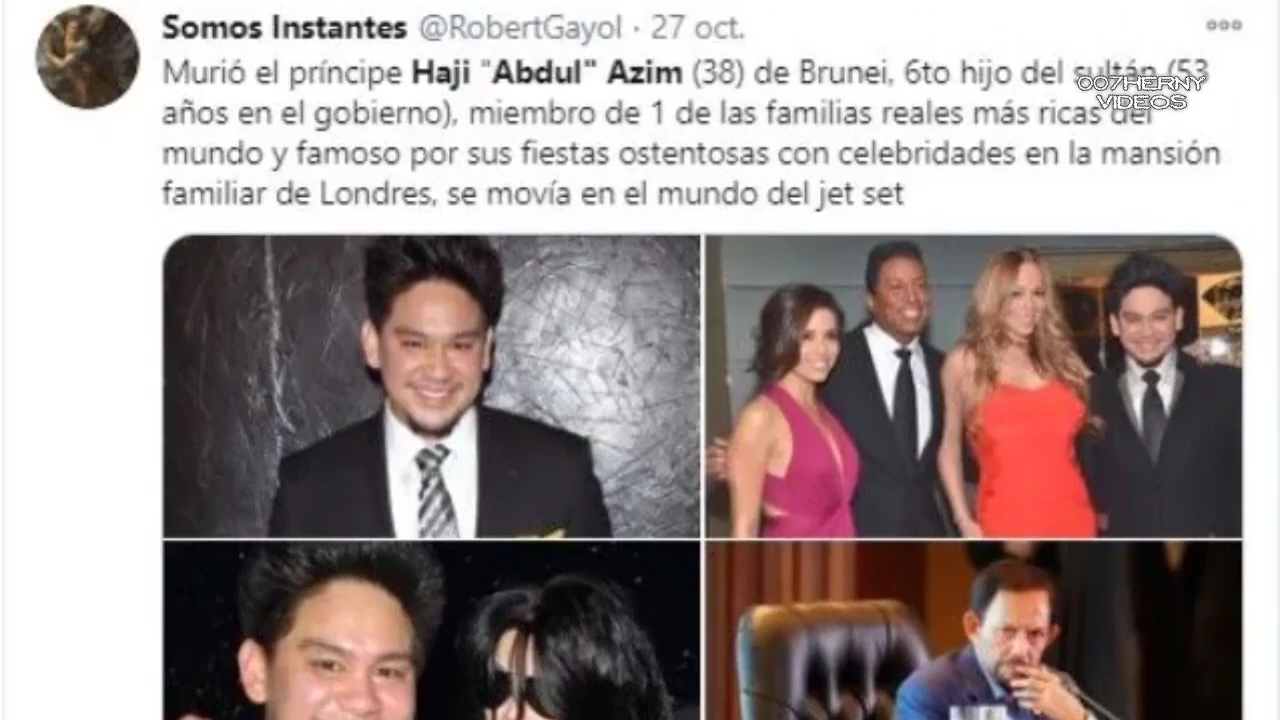 Somos Instantes @RobertGayol · 27 oct.
Murió el príncipe Haji "Abdul" Azim (38) de Brunei, 6to hijo del sultán (53
años en el gobierno), miembro de 1 de las familias reales más ricas del
mundo y famoso por sus fiestas ostentosas con celebridades en la mansión
familiar de Londres, se movía en el mundo del jet set
007HERNY
VIDEOS